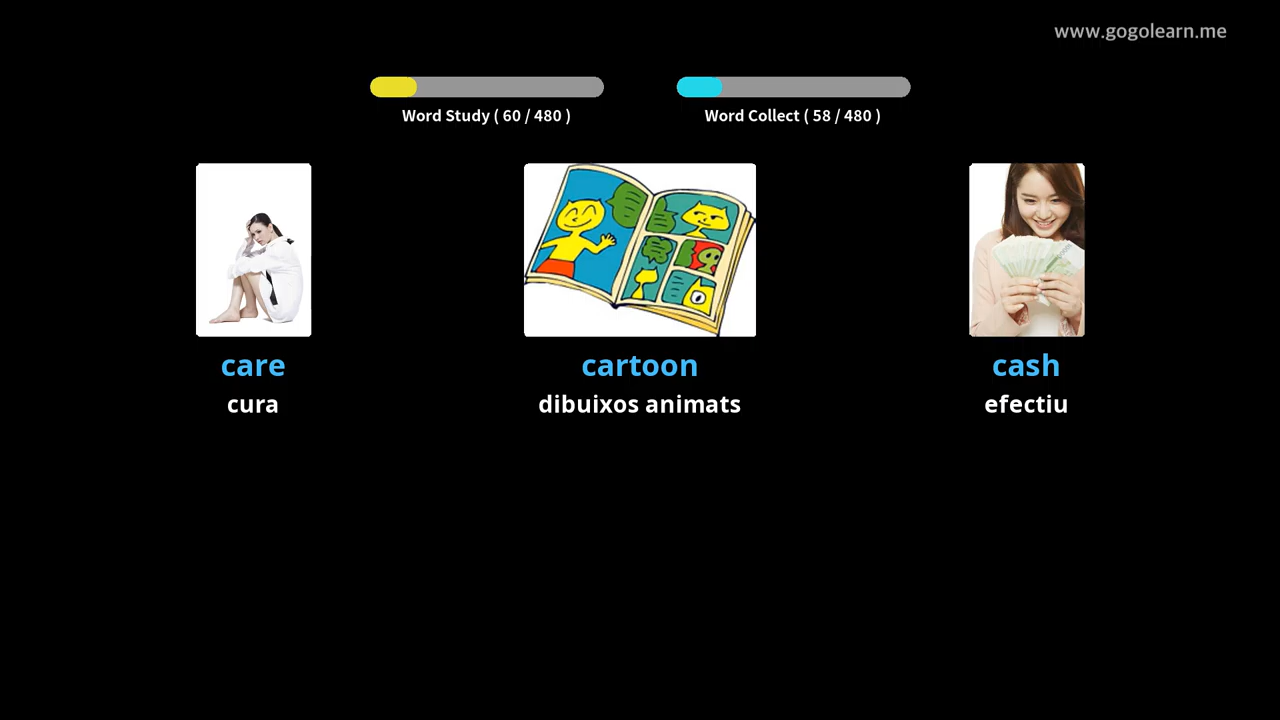 www.gogolearn.me
Word Study ( 60 / 480 )
Word Collect ( 58 / 480 )
care
cartoon
cash
cura
dibuixos animats
efectiu